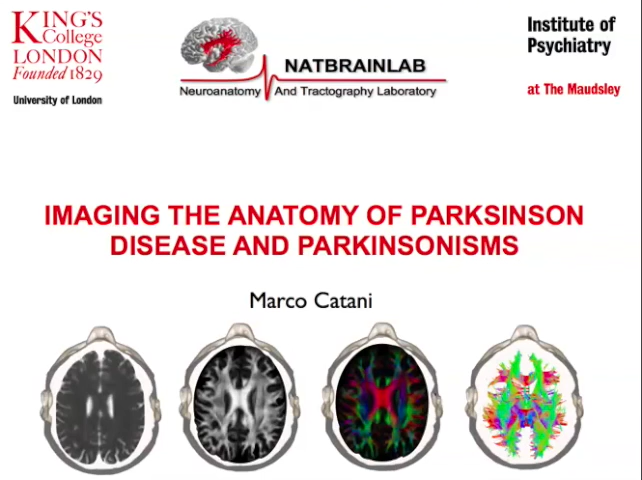 KING'S
College
LONDON
Founded 1829
University of London
NATBRAINLAB
Neuroanatomy And Tractography Laboratory
Institute of
Psychiatry
at The Maudsley
IMAGING THE ANATOMY OF PARKSINSON
DISEASE AND PARKINSONISMS
Marco Catani